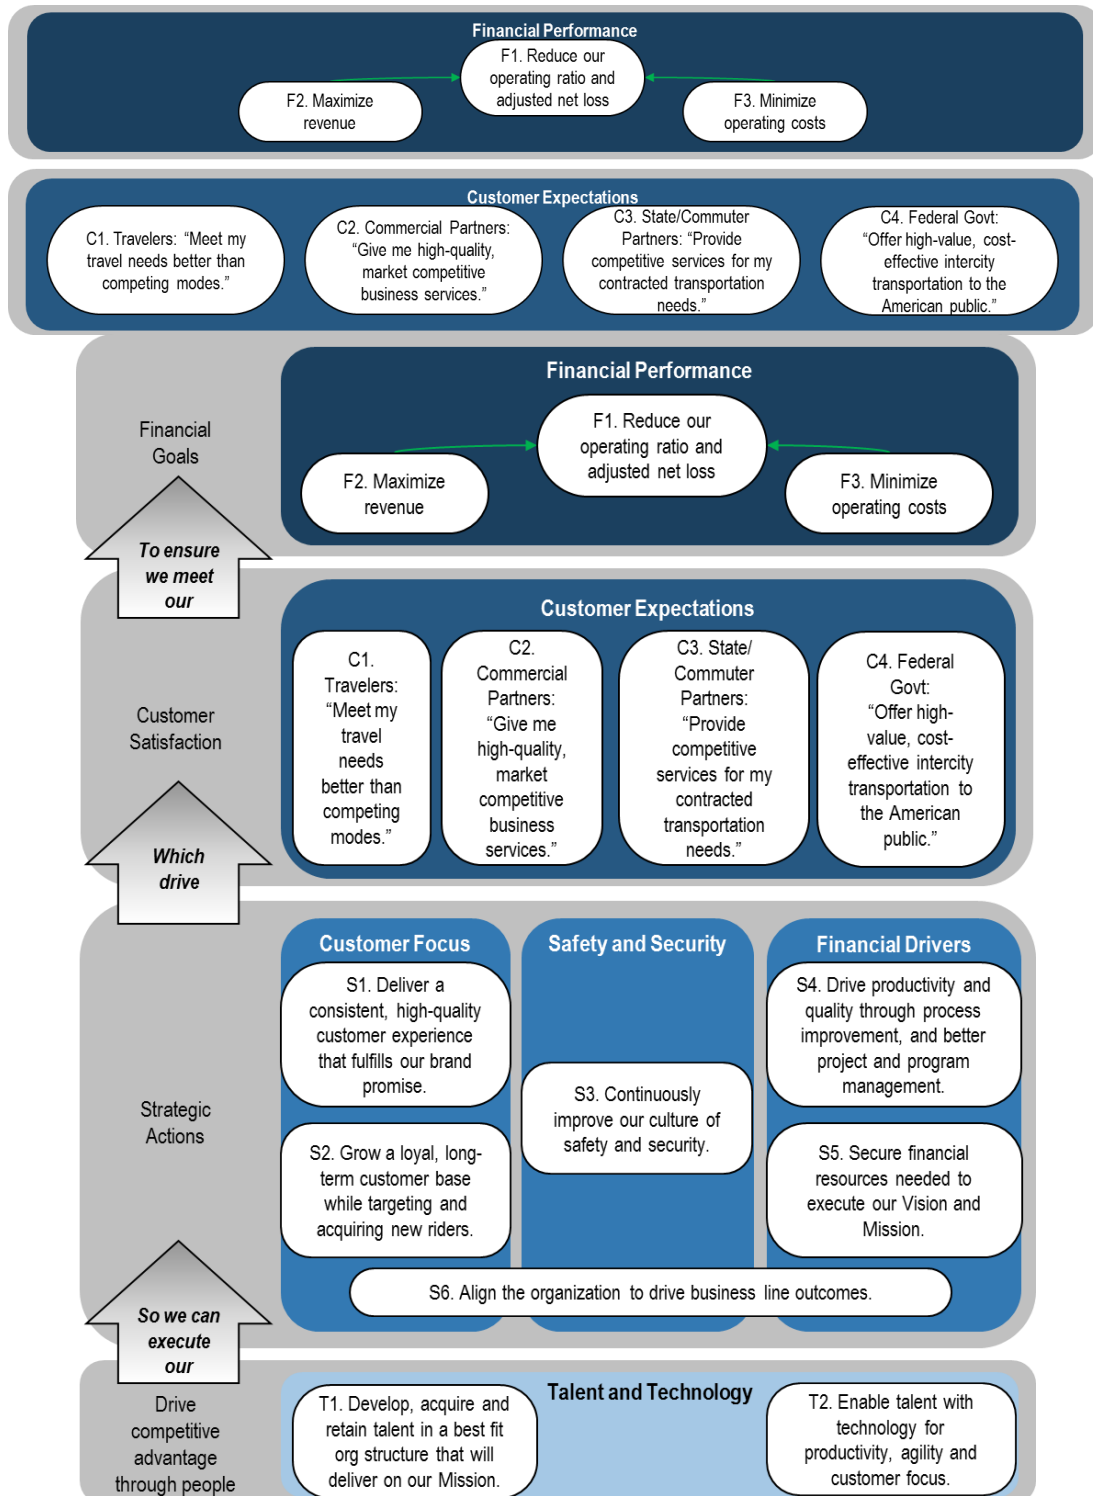 Financial Performance
F1. Reduce our
operating ratio and
adjusted net loss
F2. Maximize
revenue
F3. Minimize
operating costs
Customer Expectations
C1. Travelers: “Meet my
travel needs better than
competing modes.”
C2. Commercial Partners:
“Give me high-quality,
market competitive
business services.”
C3. State/Commuter
Partners: “Provide
competitive services for my
contracted transportation
needs.”
C4. Federal Govt:
“Offer high-value, cost-
effective intercity
transportation to the
American public.”
Financial
Goals
Financial Performance
F1. Reduce our
operating ratio and
adjusted net loss
F2. Maximize
revenue
F3. Minimize
operating costs
To ensure
we meet
our
Customer
Satisfaction
Customer Expectations
C1.
Travelers:
“Meet my
travel
needs
better than
competing
modes.”
C2.
Commercial
Partners:
“Give me
high-quality,
market
competitive
business
services.”
C3. State/
Commuter
Partners:
“Provide
competitive
services for my
contracted
transportation
needs.”
C4. Federal
Govt:
“Offer high-
value, cost-
effective intercity
transportation to
the American
public.”
Which
drive
Strategic
Actions
Customer Focus
S1. Deliver a
consistent, high-quality
customer experience
that fulfills our brand
promise.
S2. Grow a loyal, long-
term customer base
while targeting and
acquiring new riders.
Safety and Security
S3. Continuously
improve our culture of
safety and security.
Financial Drivers
S4. Drive productivity and
quality through process
improvement, and better
project and program
management.
S5. Secure financial
resources needed to
execute our Vision and
Mission.
S6. Align the organization to drive business line outcomes.
So we can
execute
our
Drive
competitive
advantage
through people
Talent and Technology
T1. Develop, acquire and
retain talent in a best fit
org structure that will
deliver on our Mission.
T2. Enable talent with
technology for
productivity, agility and
customer focus.